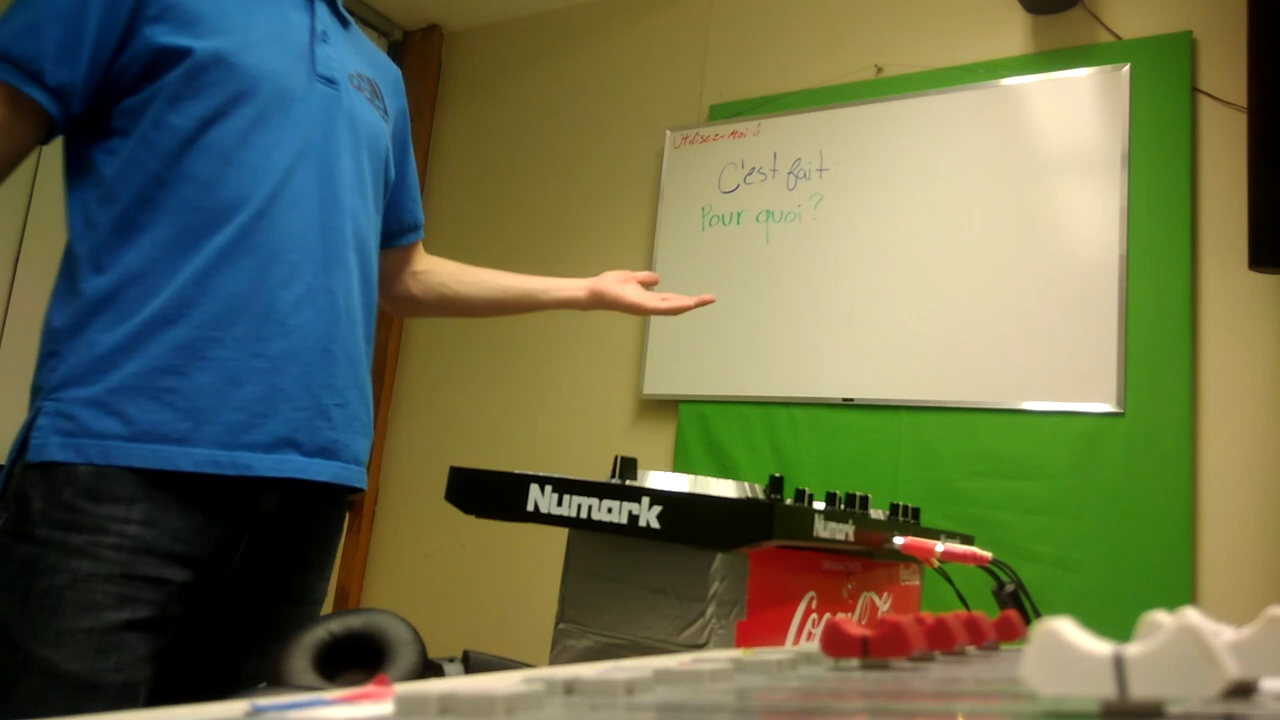 Utilisez-moi ô
C'est fait
Pour quoi?
Numark
Numark
Coca-Cola